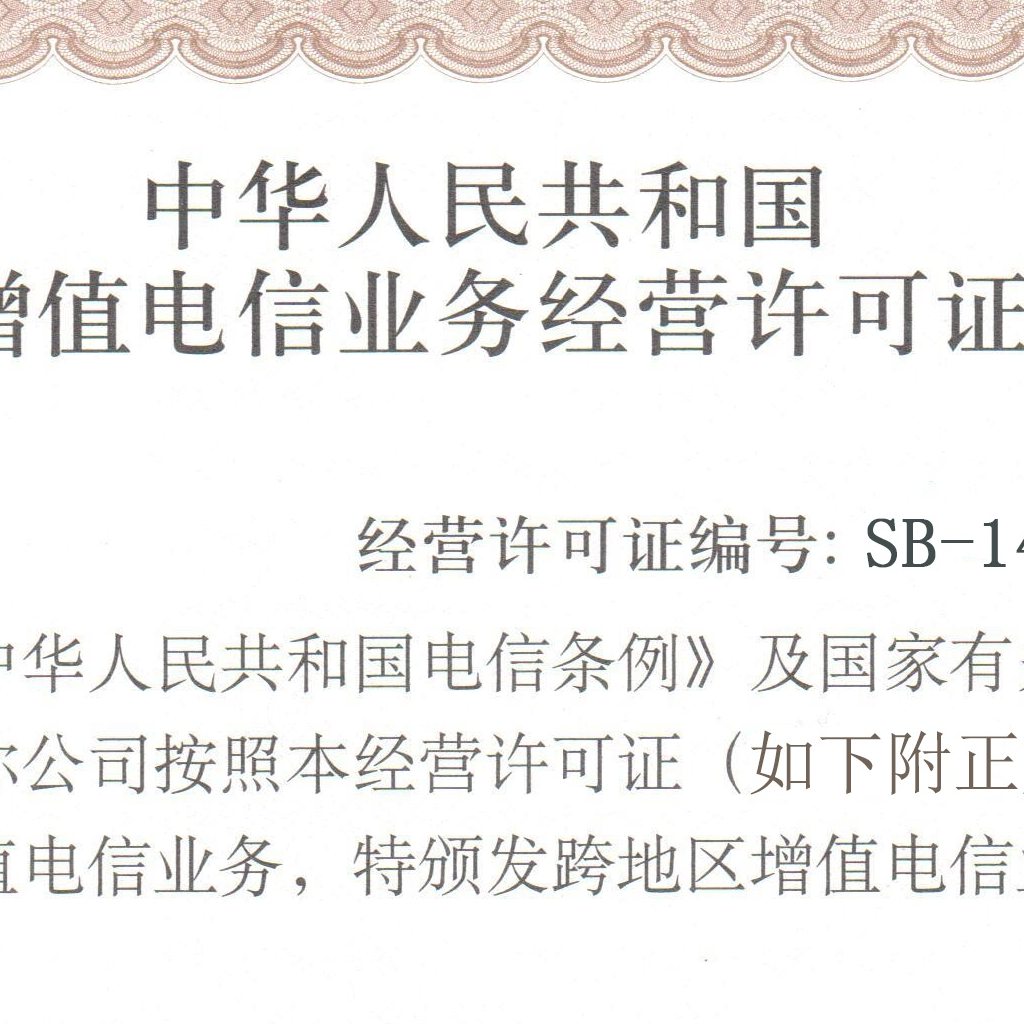 中华人民共和国
增值电信业务经营许可证
经营许可证编号: SB-14
中华人民共和国电信条例》及国家有
你公司按照本经营许可证（如下附正
值电信业务，特颁发跨地区增值电信业